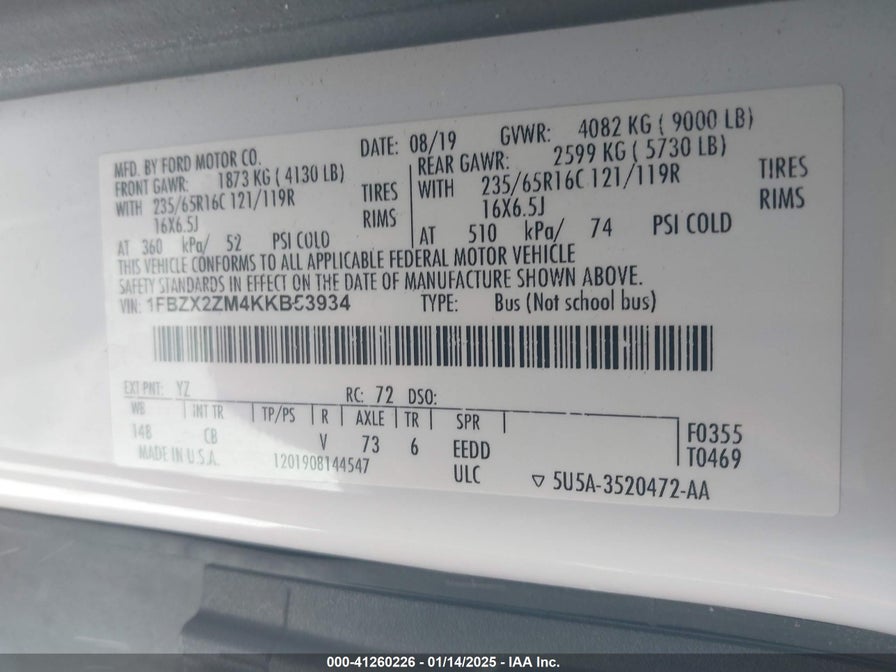 MFD. BY FORD MOTOR CO. DATE: 08/19 GVWR: 4082 KG ( 9000 LB)
FRONT GAWR: 1873 KG ( 4130 LB) REAR GAWR: 2599 KG ( 5730 LB)
WITH 235/65R16C 121/119R TIRES WITH 235/65R16C 121/119R TIRES
16X6.5J RIMS 16X6.5J RIMS
AT 360 kPa/ 52 PSI COLD AT 510 kPa/ 74 PSI COLD
THIS VEHICLE CONFORMS TO ALL APPLICABLE FEDERAL MOTOR VEHICLE
SAFETY STANDARDS IN EFFECT ON THE DATE OF MANUFACTURE SHOWN ABOVE.
VIN: TYPE: Bus (Not school bus)
EXT PNT: YZ RC: 72 DSO:
WB INT TR TP/PS R AXLE TR SPR
148 CB V 73 6 EEDD
F0355
T0469
MADE IN U.S.A. 1201908144547 ULC
▽ 5U5A-3520472-AA
000-41260226 - 01/14/2025 - IAA Inc.